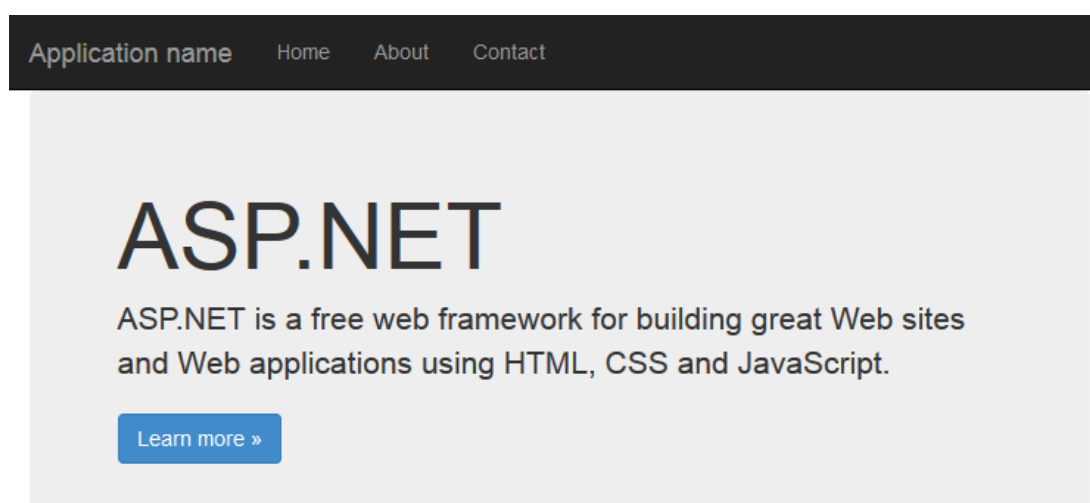 Application name Home About Contact
ASP.NET
ASP.NET is a free web framework for building great Web sites
and Web applications using HTML, CSS and JavaScript.
Learn more »